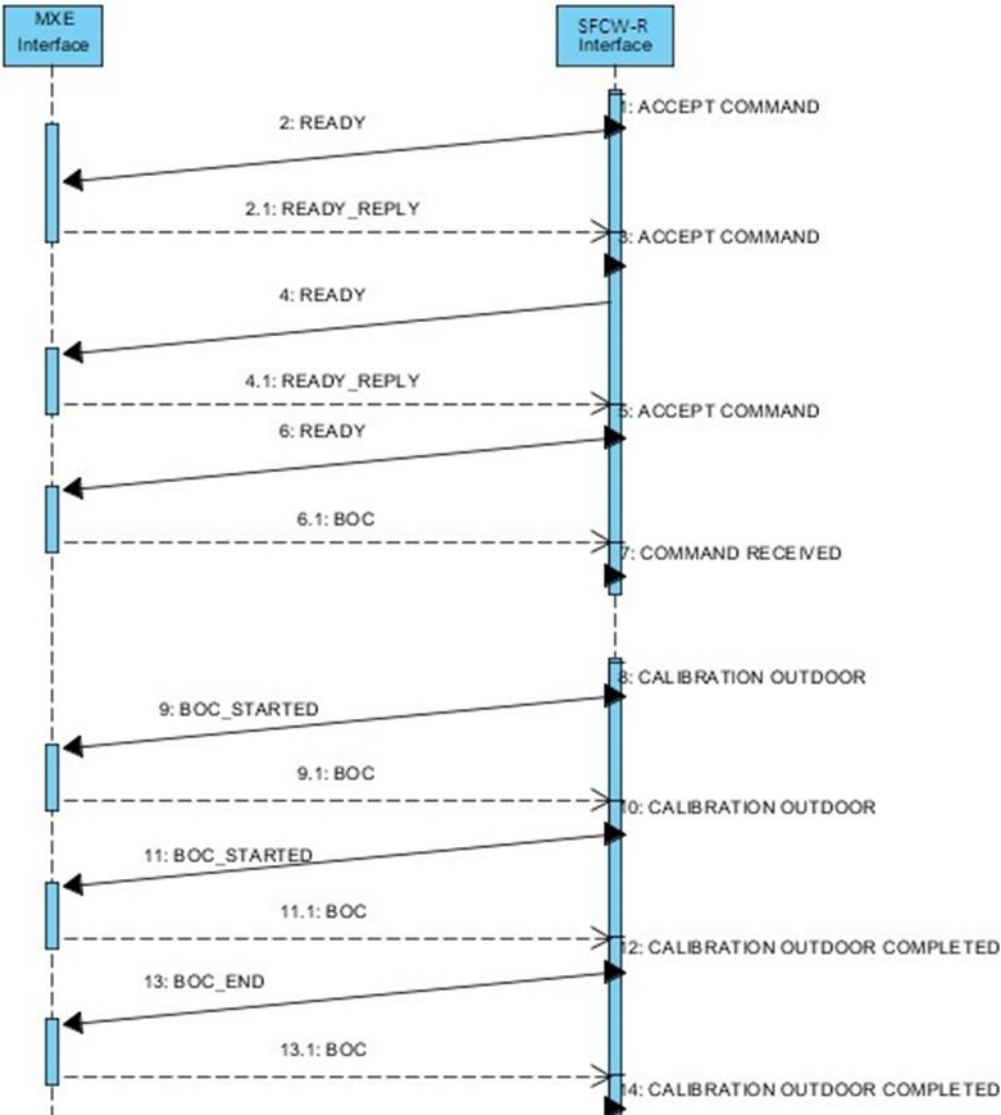 MXE
Interface
SFCW-R
Interface
1: ACCEPT COMMAND
2: READY
2.1: READY_REPLY
3: ACCEPT COMMAND
4: READY
4.1: READY_REPLY
5: ACCEPT COMMAND
6: READY
6.1: BOC
7: COMMAND RECEIVED
8: CALIBRATION OUTDOOR
9: BOC_STARTED
9.1: BOC
10: CALIBRATION OUTDOOR
11: BOC_STARTED
11.1: BOC
12: CALIBRATION OUTDOOR COMPLETED
13: BOC_END
13.1: BOC
14: CALIBRATION OUTDOOR COMPLETED